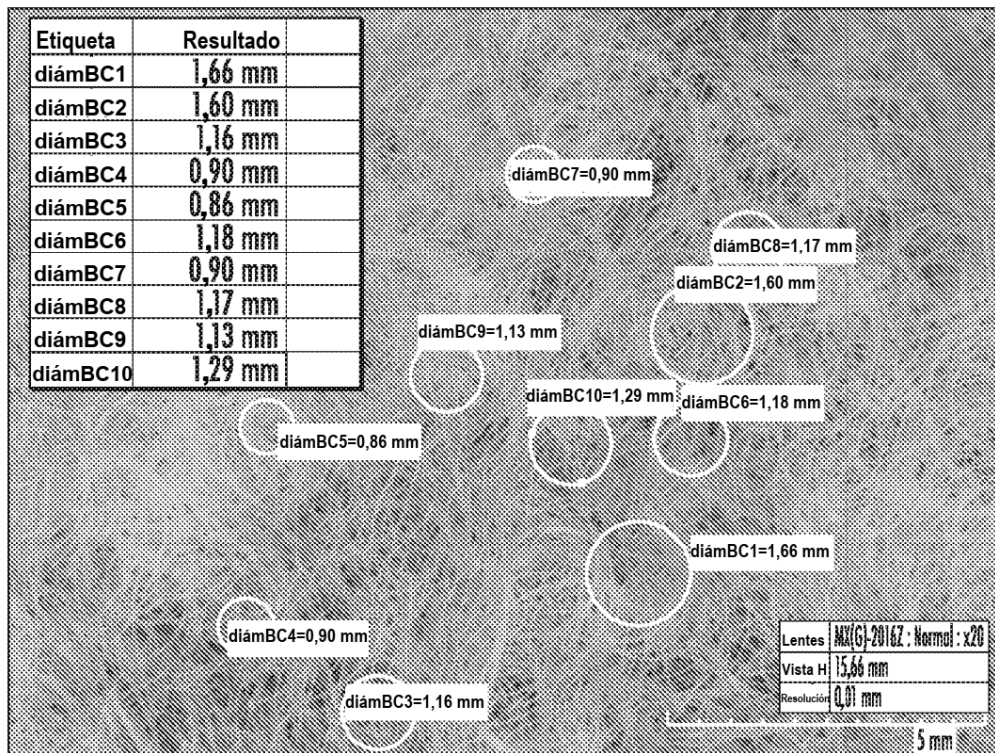 Etiqueta Resultado
diámBC1 1,66 mm
diámBC2 1,60 mm
diámBC3 1,16 mm
diámBC4 0,90 mm
diámBC5 0,86 mm
diámBC6 1,18 mm
diámBC7 0,90 mm
diámBC8 1,17 mm
diámBC9 1,13 mm
diámBC10 1,29 mm
diámBC7=0,90 mm
diámBC8=1,17 mm
diámBC2=1,60 mm
diámBC9=1,13 mm
diámBC10=1,29 mm
diámBC6=1,18 mm
diámBC5=0,86 mm
diámBC1=1,66 mm
diámBC4=0,90 mm
diámBC3=1,16 mm
Lentes MX(G)-2016Z : Normal : x20
Vista H 15,66 mm
Resolución 0,01 mm
5 mm